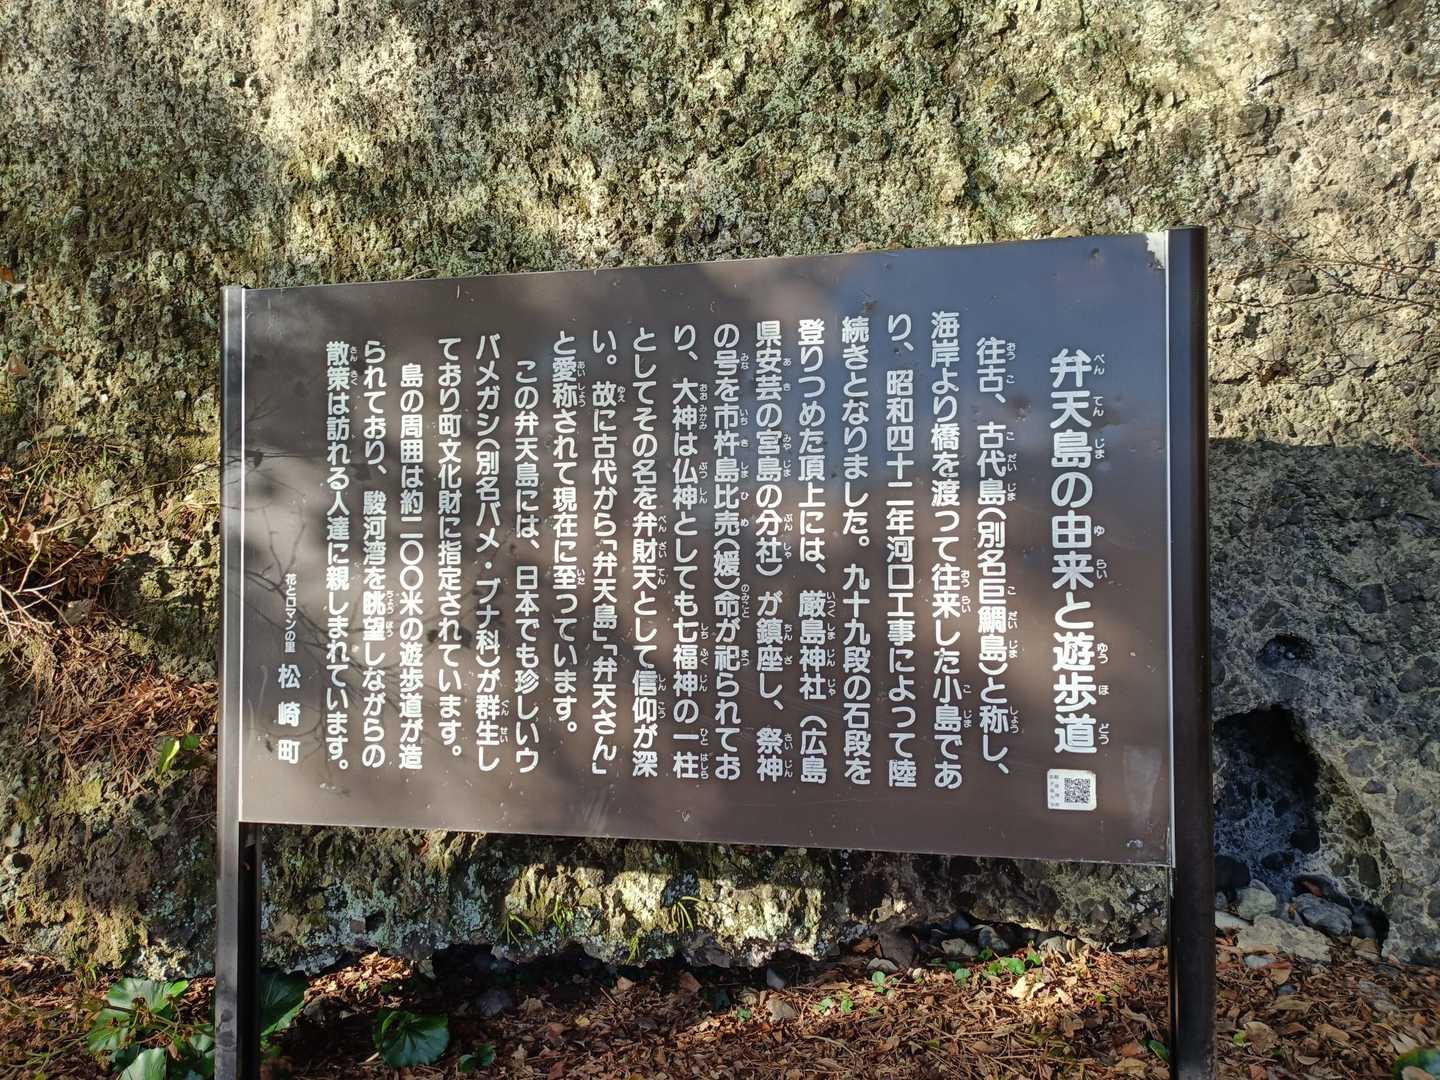 弁天島の由来と遊歩道
往古、古代島(別名巨鯛島)と称し、
海岸より橋を渡って往来した小島であ
り、昭和四十二年河口工事によって陸
続きとなりました。九十九段の石段を
登りつめた頂上には、厳島神社（広島
県安芸の宮島の分社）が鎮座し、祭神
の号を市杵島比売(媛)命が祀られてお
り、大神は仏神としても七福神の一柱
としてその名を弁財天として信仰が深
い。故に古代から「弁天島」「弁天さん」
と愛称されて現在に至っています。
この弁天島には、日本でも珍しいウ
バメガシ(別名バメ・ブナ科)が群生し
ており町文化財に指定されています。
島の周囲は約二〇〇米の遊歩道が造
られており、駿河湾を眺望しながらの
散策は訪れる人達に親しまれています。
花とロマンの里 松崎町